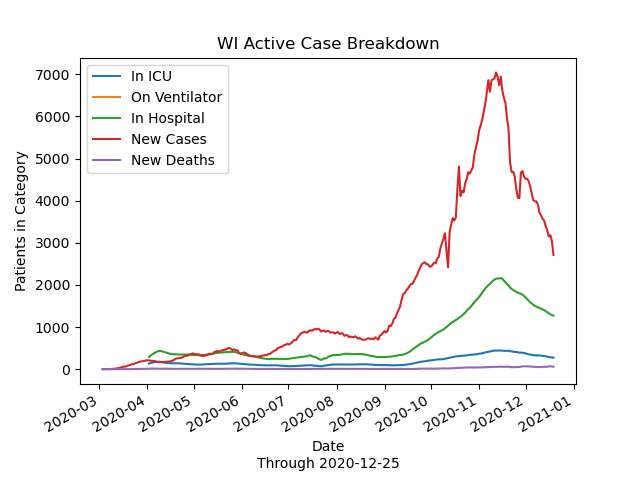 WI Active Case Breakdown
In ICU
On Ventilator
In Hospital
New Cases
New Deaths
Patients in Category
7000
6000
5000
4000
3000
2000
1000
0
2020-03
2020-04
2020-05
2020-06
2020-07
2020-08
2020-09
2020-10
2020-11
2020-12
2021-01
Date
Through 2020-12-25